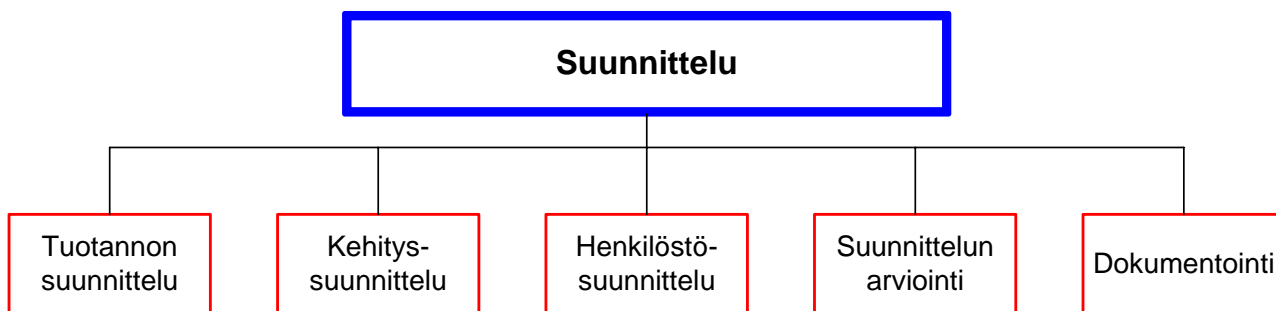 Suunnittelu
Tuotannon
suunnittelu
Kehitys-
suunnittelu
Henkilöstö-
suunnittelu
Suunnittelun
arviointi
Dokumentointi